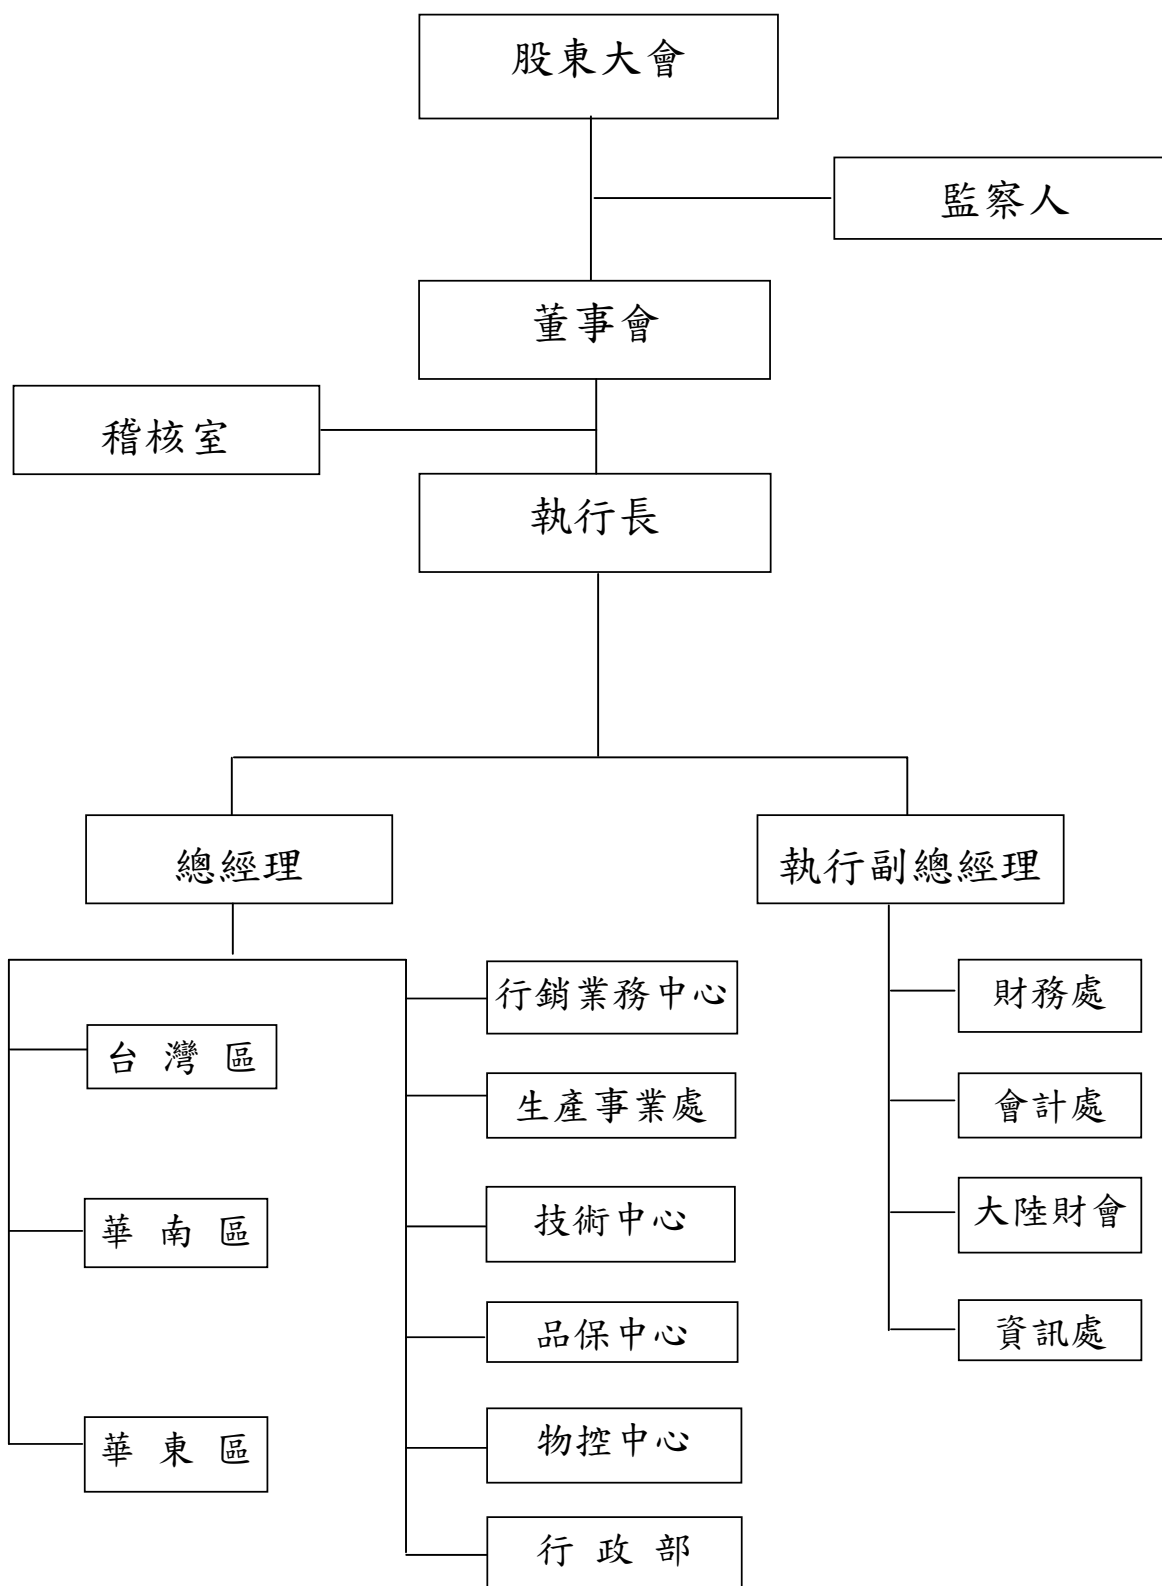 股東大會
監察人
董事會
稽核室
執行長
總經理
執行副總經理
台灣區
華南區
華東區
行銷業務中心
生產事業處
技術中心
品保中心
物控中心
行政部
財務處
會計處
大陸財會
資訊處